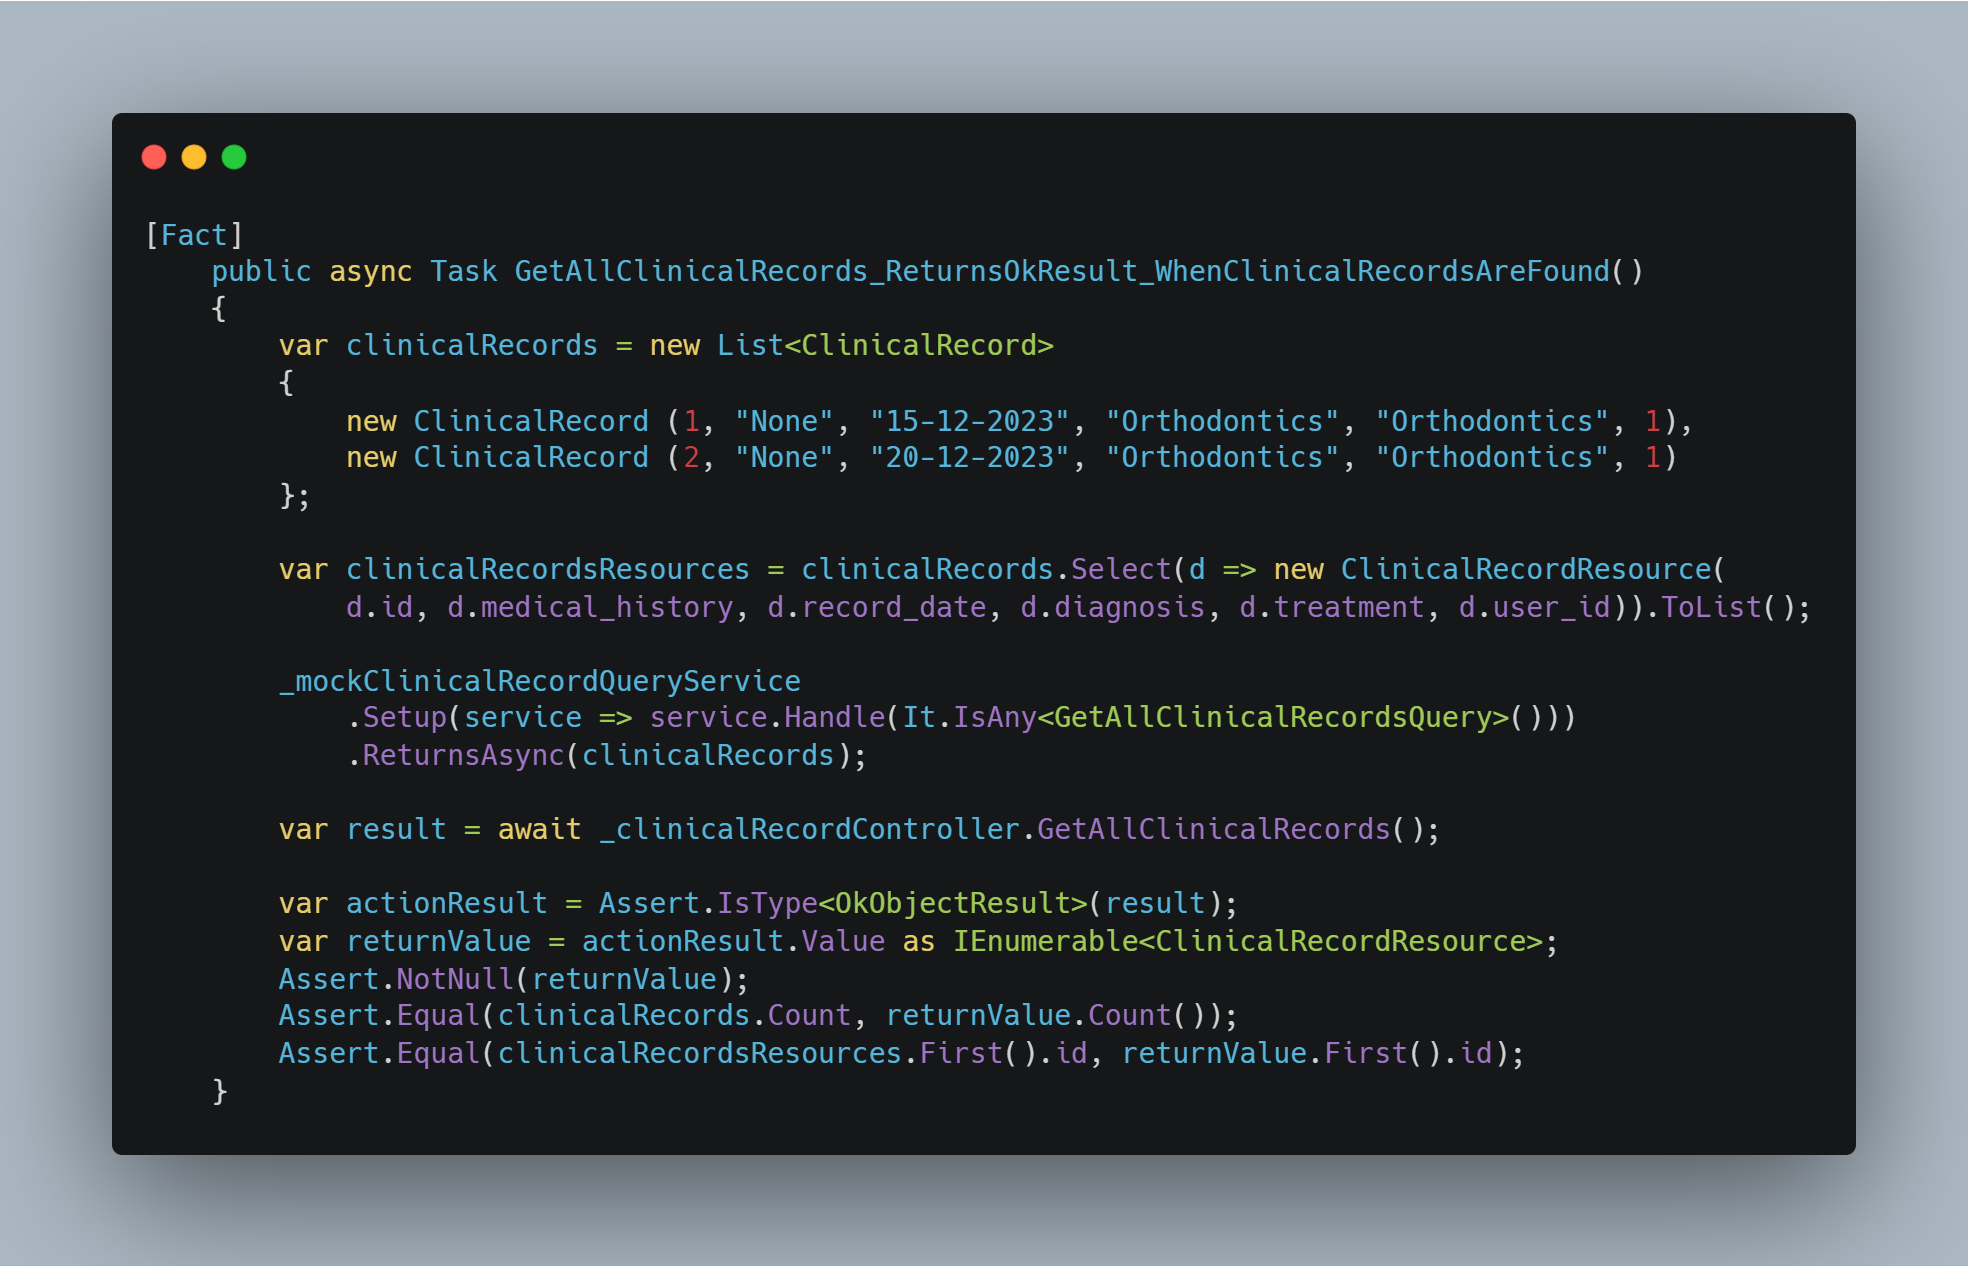 [Fact]
    public async Task GetAllClinicalRecords_ReturnsOkResult_WhenClinicalRecordsAreFound()
    {
        var clinicalRecords = new List<ClinicalRecord>
        {
            new ClinicalRecord (1, "None", "15-12-2023", "Orthodontics", "Orthodontics", 1),
            new ClinicalRecord (2, "None", "20-12-2023", "Orthodontics", "Orthodontics", 1)
        };

        var clinicalRecordsResources = clinicalRecords.Select(d => new ClinicalRecordResource(
            d.id, d.medical_history, d.record_date, d.diagnosis, d.treatment, d.user_id)).ToList();

        _mockClinicalRecordQueryService
            .Setup(service => service.Handle(It.IsAny<GetAllClinicalRecordsQuery>()))
            .ReturnsAsync(clinicalRecords);

        var result = await _clinicalRecordController.GetAllClinicalRecords();

        var actionResult = Assert.IsType<OkObjectResult>(result);
        var returnValue = actionResult.Value as IEnumerable<ClinicalRecordResource>;
        Assert.NotNull(returnValue);
        Assert.Equal(clinicalRecords.Count, returnValue.Count());
        Assert.Equal(clinicalRecordsResources.First().id, returnValue.First().id);
    }